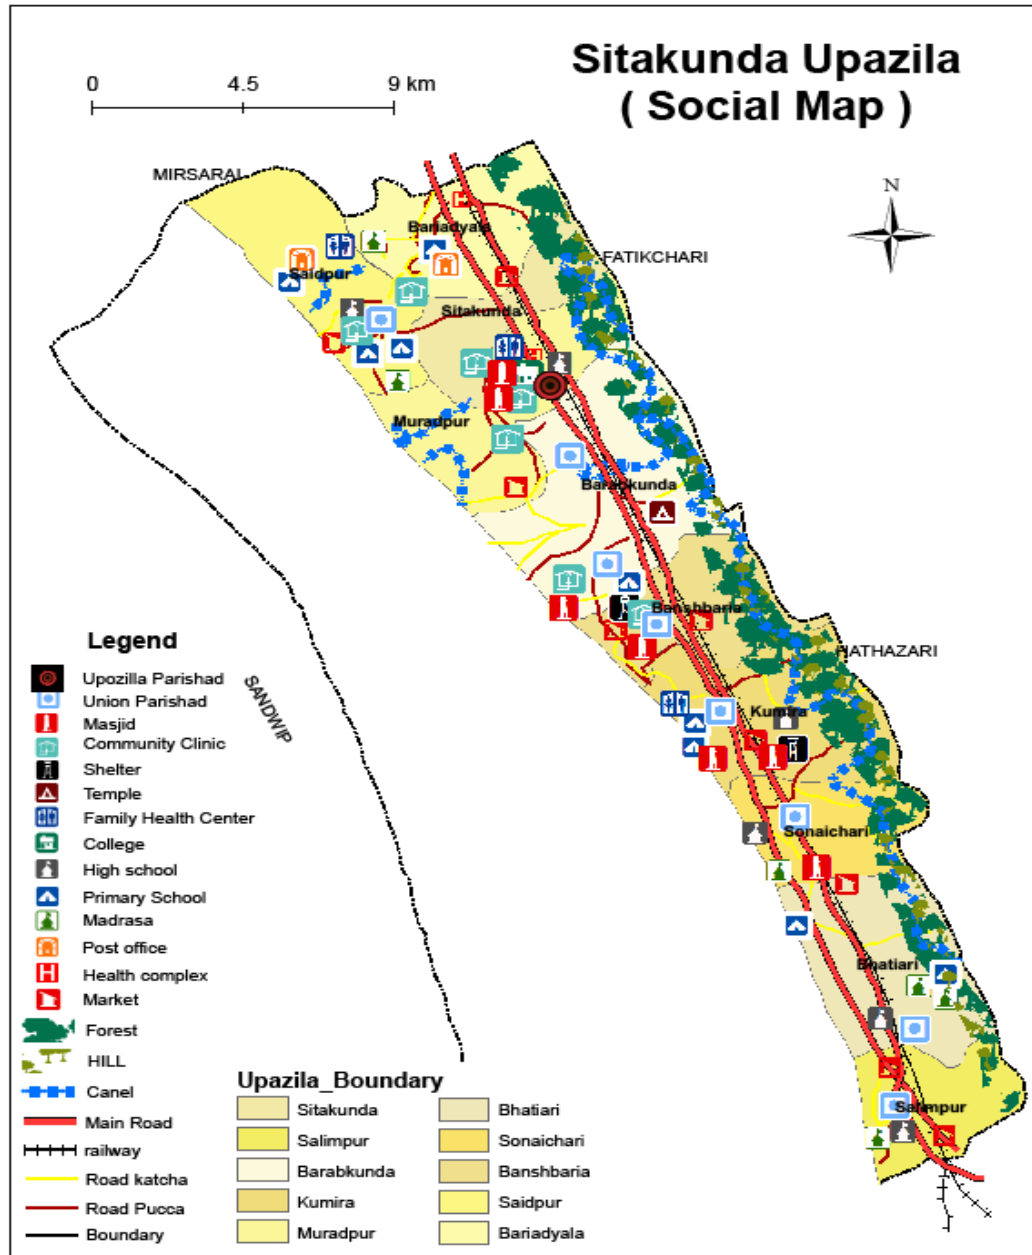 Sitakunda Upazila
( Social Map )
0 4.5 9 km
MIRSARAI
N
Bariadyala
FATIKCHARI
Saidpur
Sitakunda
Muradpur
Barabkunda
Banshbaria
HATHAZARI
SANDWIP
Kumira
Sonaichari
Bhatiari
Salimpur
Legend
Upozilla Parishad
Union Parishad
Masjid
Community Clinic
Shelter
Temple
Family Health Center
College
High school
Primary School
Madrasa
Post office
Health complex
Market
Forest
HILL
Canel
Main Road
railway
Road katcha
Road Pucca
Boundary
Upazila_Boundary
Sitakunda
Salimpur
Barabkunda
Kumira
Muradpur
Bhatiari
Sonaichari
Banshbaria
Saidpur
Bariadyala